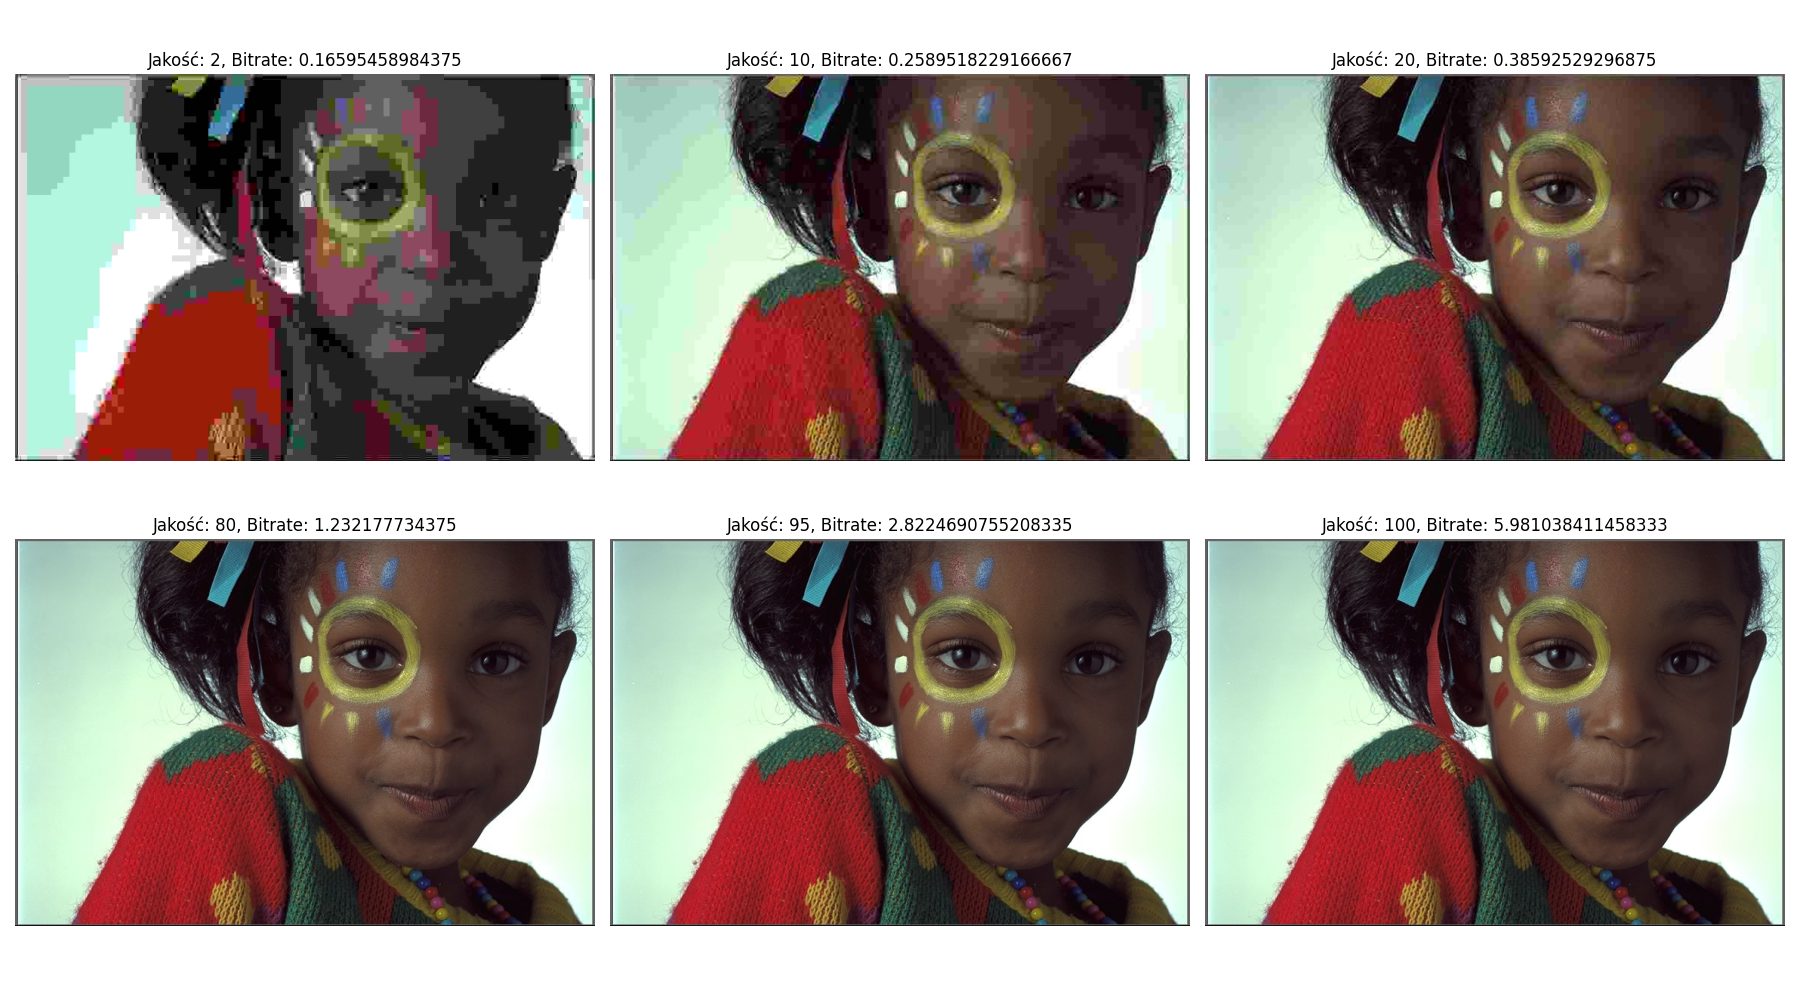 Jakość: 2, Bitrate: 0.16595458984375
Jakość: 10, Bitrate: 0.2589518229166667
Jakość: 20, Bitrate: 0.38592529296875
Jakość: 80, Bitrate: 1.232177734375
Jakość: 95, Bitrate: 2.8224690755208335
Jakość: 100, Bitrate: 5.981038411458333